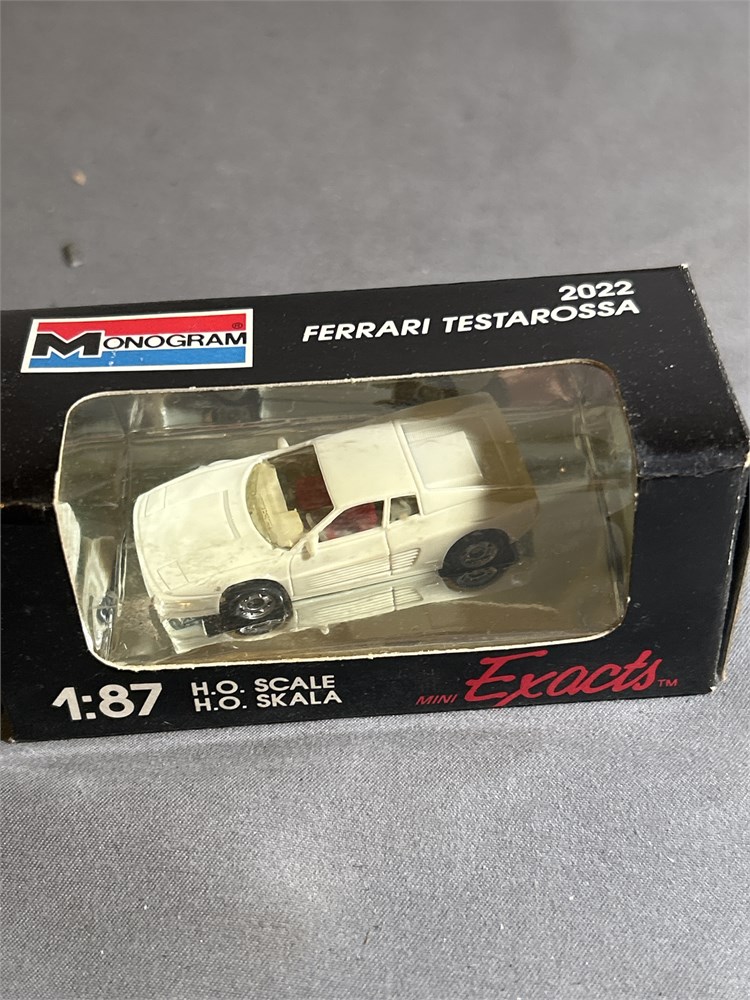 MONOGRAM®
2022
FERRARI TESTAROSSA
1:87
H.O. SCALE
H.O. SKALA
MINI Exacts™